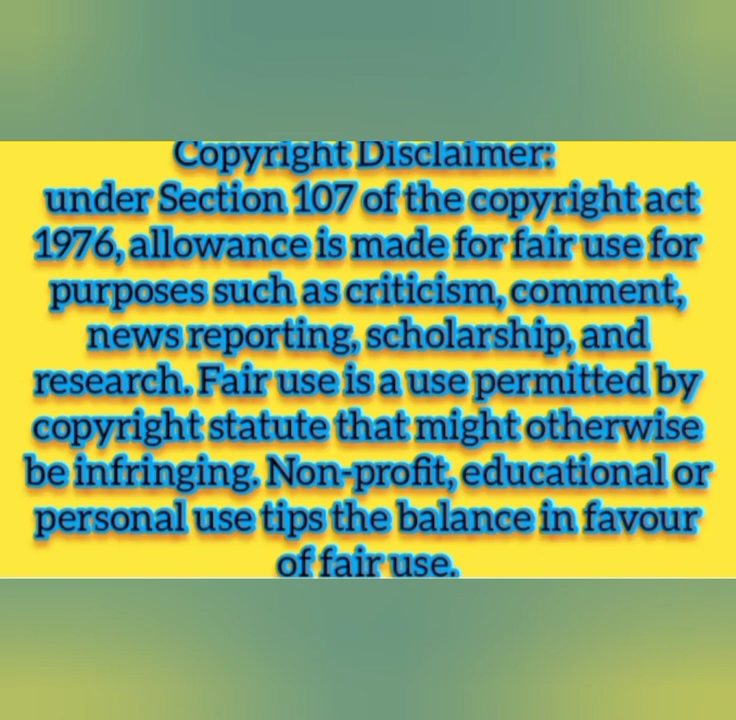 Copyright Disclaimer:
under Section 107 of the copyright act
1976, allowance is made for fair use for
purposes such as criticism, comment,
news reporting, scholarship, and
research. Fair use is a use permitted by
copyright statute that might otherwise
be infringing. Non-profit, educational or
personal use tips the balance in favour
of fair use.